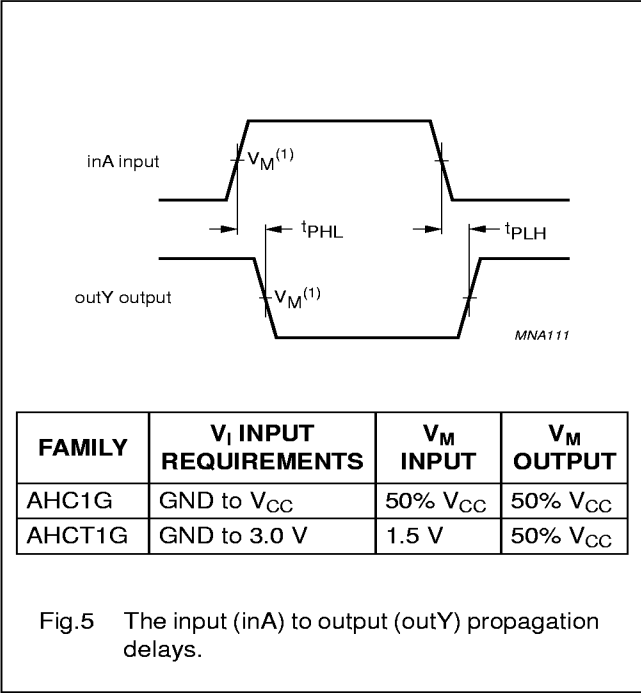 inA input
VM(1)
tPHL
tPLH
outY output
VM(1)
MNA111
FAMILY
VI INPUT
REQUIREMENTS
VM
INPUT
VM
OUTPUT
AHC1G
GND to VCC
50% VCC
50% VCC
AHCT1G
GND to 3.0 V
1.5 V
50% VCC
Fig.5 The input (inA) to output (outY) propagation
delays.